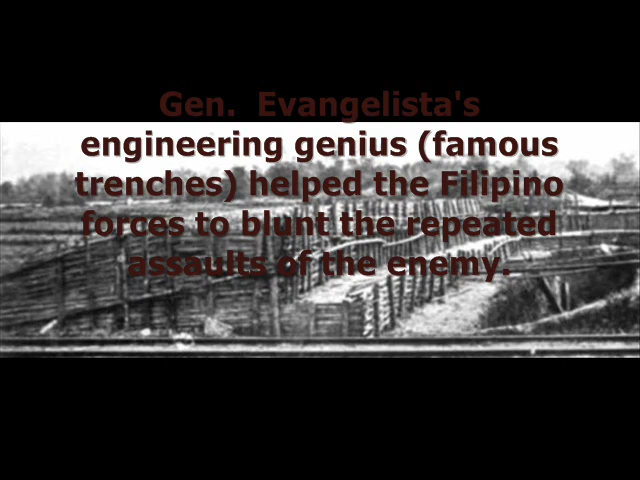 Gen.  Evangelista's
engineering genius (famous
trenches) helped the Filipino
forces to blunt the repeated
assaults of the enemy.